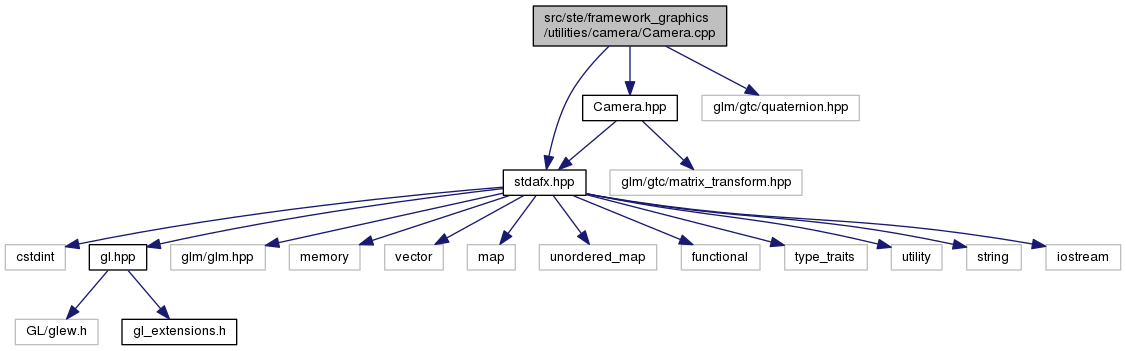 src/ste/framework_graphics
/utilities/camera/Camera.cpp
Camera.hpp
glm/gtc/quaternion.hpp
stdafx.hpp
glm/gtc/matrix_transform.hpp
cstdint
gl.hpp
glm/glm.hpp
memory
vector
map
unordered_map
functional
type_traits
utility
string
iostream
GL/glew.h
gl_extensions.h